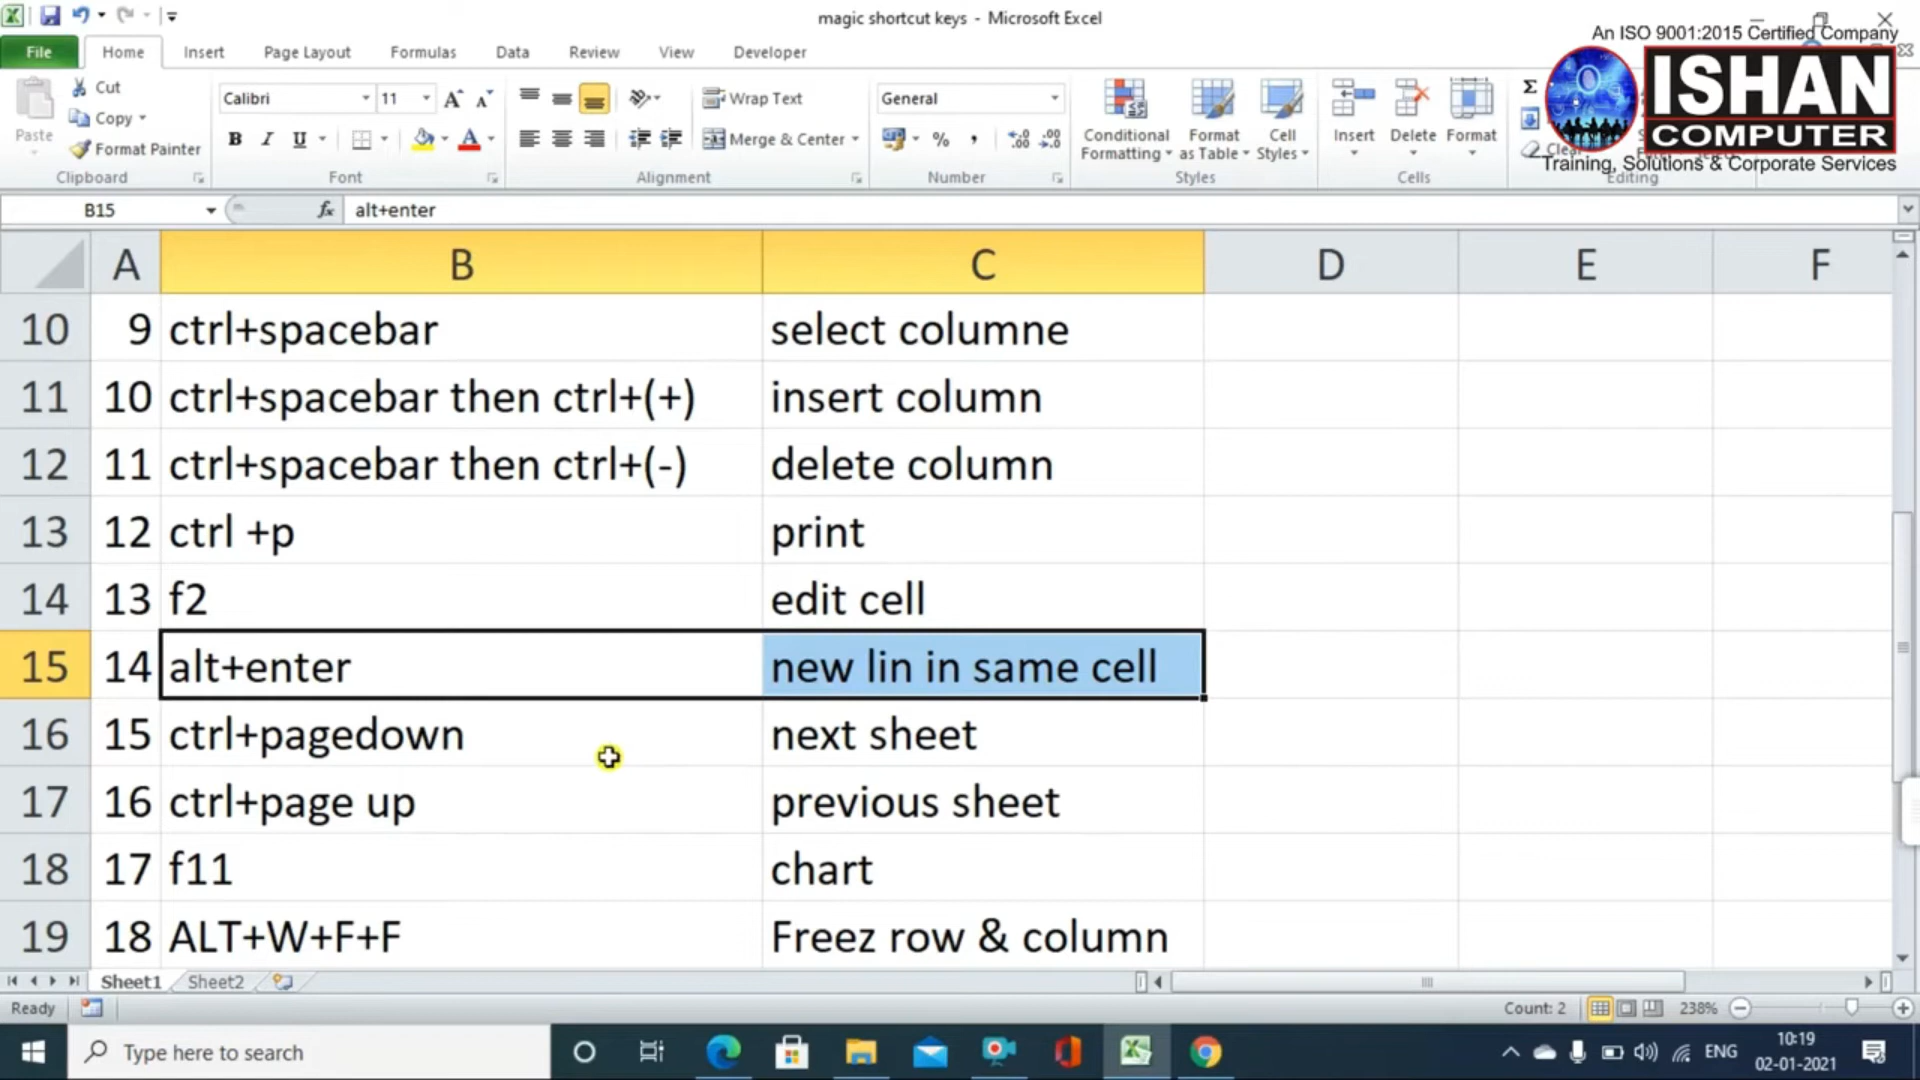 magic shortcut keys - Microsoft Excel
An ISO 9001:2015 Certified Company
File Home Insert Page Layout Formulas Data Review View Developer
ISHAN
COMPUTER
Training, Solutions & Corporate Services
Paste
Cut
Copy
Format Painter
Clipboard
Calibri 11
B I U A
Font
Wrap Text
Merge & Center
Alignment
General
% ,
Number
Conditional Formatting
Format as Table
Cell Styles
Styles
Insert Delete Format
Cells
Σ
Clear
Editing
B15 fx alt+enter
A B C D E F
10 9 ctrl+spacebar select columne
11 10 ctrl+spacebar then ctrl+(+) insert column
12 11 ctrl+spacebar then ctrl+(-) delete column
13 12 ctrl +p print
14 13 f2 edit cell
15 14 alt+enter new lin in same cell
16 15 ctrl+pagedown next sheet
17 16 ctrl+page up previous sheet
18 17 f11 chart
19 18 ALT+W+F+F Freez row & column
Sheet1 Sheet2
Ready Count: 2 238%
Type here to search
ENG
10:19
02-01-2021